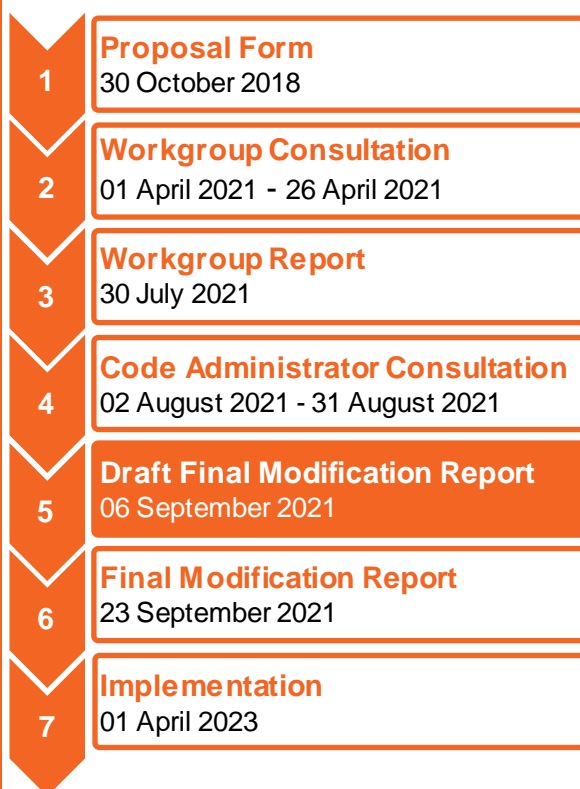 1
Proposal Form
30 October 2018
2
Workgroup Consultation
01 April 2021 - 26 April 2021
3
Workgroup Report
30 July 2021
4
Code Administrator Consultation
02 August 2021 - 31 August 2021
5
Draft Final Modification Report
06 September 2021
6
Final Modification Report
23 September 2021
7
Implementation
01 April 2023